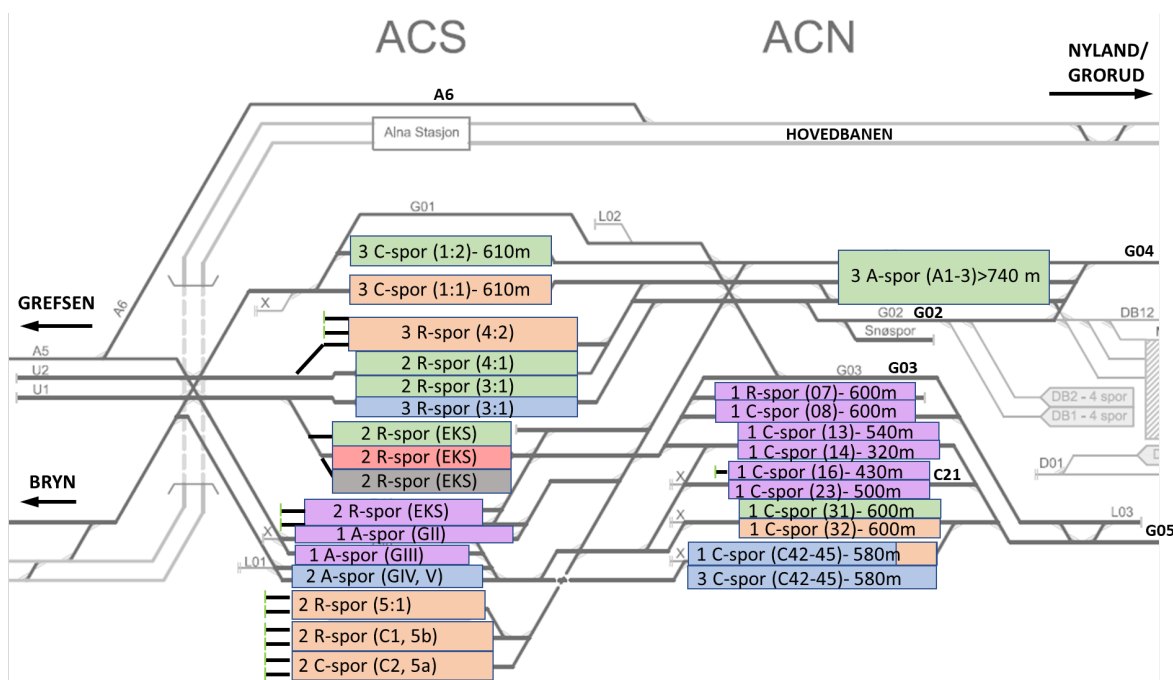 ACS
ACN
NYLAND/
GRORUD
A6
Alna Stasjon
HOVEDBANEN
G01
L02
3 C-spor (1:2)- 610m
3 A-spor (A1-3)>740 m
G04
3 C-spor (1:1)- 610m
X
A6
GREFSEN
G02
G02
DB12
3 R-spor (4:2)
Snøspor
A5
2 R-spor (4:1)
U2
G03
G03
2 R-spor (3:1)
U1
1 R-spor (07)- 600m
DB2 - 4 spor
3 R-spor (3:1)
1 C-spor (08)- 600m
DB1 - 4 spor
2 R-spor (EKS)
1 C-spor (13)- 540m
2 R-spor (EKS)
1 C-spor (14)- 320m
2 R-spor (EKS)
X
1 C-spor (16)- 430m
C21
D01
BRYN
1 C-spor (23)- 500m
2 R-spor (EKS)
1 C-spor (31)- 600m
X
1 A-spor (GII)
X
1 C-spor (32)- 600m
L03
G05
1 A-spor (GIII)
X
1 C-spor (C42-45)- 580m
L01
2 A-spor (GIV, V)
3 C-spor (C42-45)- 580m
2 R-spor (5:1)
2 R-spor (C1, 5b)
2 C-spor (C2, 5a)